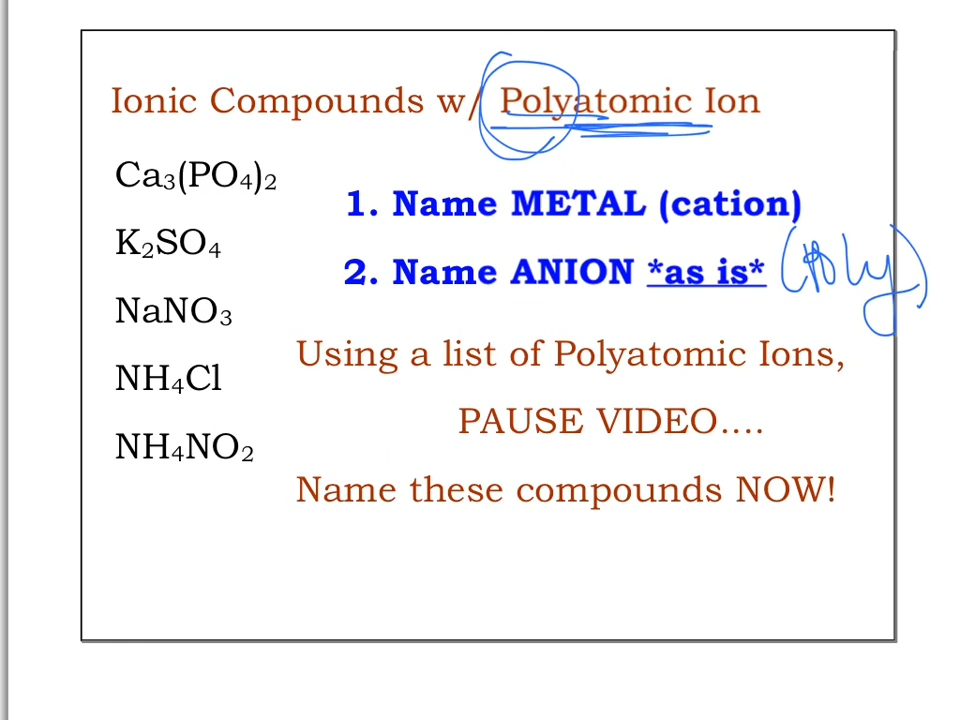 Ionic Compounds w/ Polyatomic Ion
Ca₃(PO₄)₂
1. Name METAL (cation)
K₂SO₄
2. Name ANION *as is* (Poly)
NaNO₃
Using a list of Polyatomic Ions,
NH₄Cl
PAUSE VIDEO....
NH₄NO₂
Name these compounds NOW!